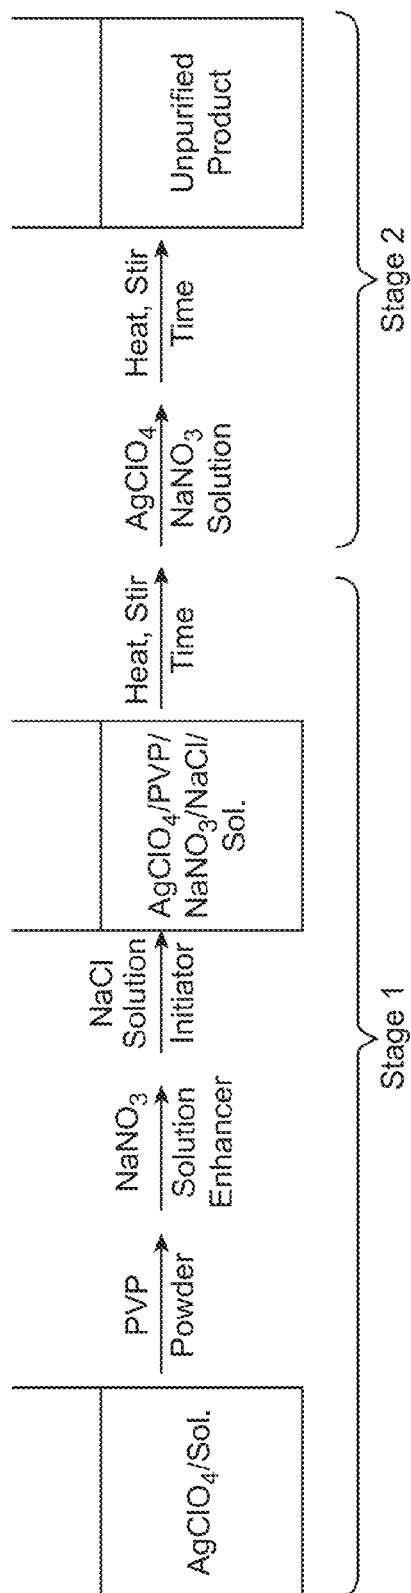 AgClO4/Sol.
PVP
Powder
NaNO3
Solution
Enhancer
NaCl
Solution
Initiator
AgClO4/PVP/
NaNO3/NaCl/
Sol.
Heat, Stir
Time
AgClO4
NaNO3
Solution
Heat, Stir
Time
Unpurified
Product
Stage 1
Stage 2